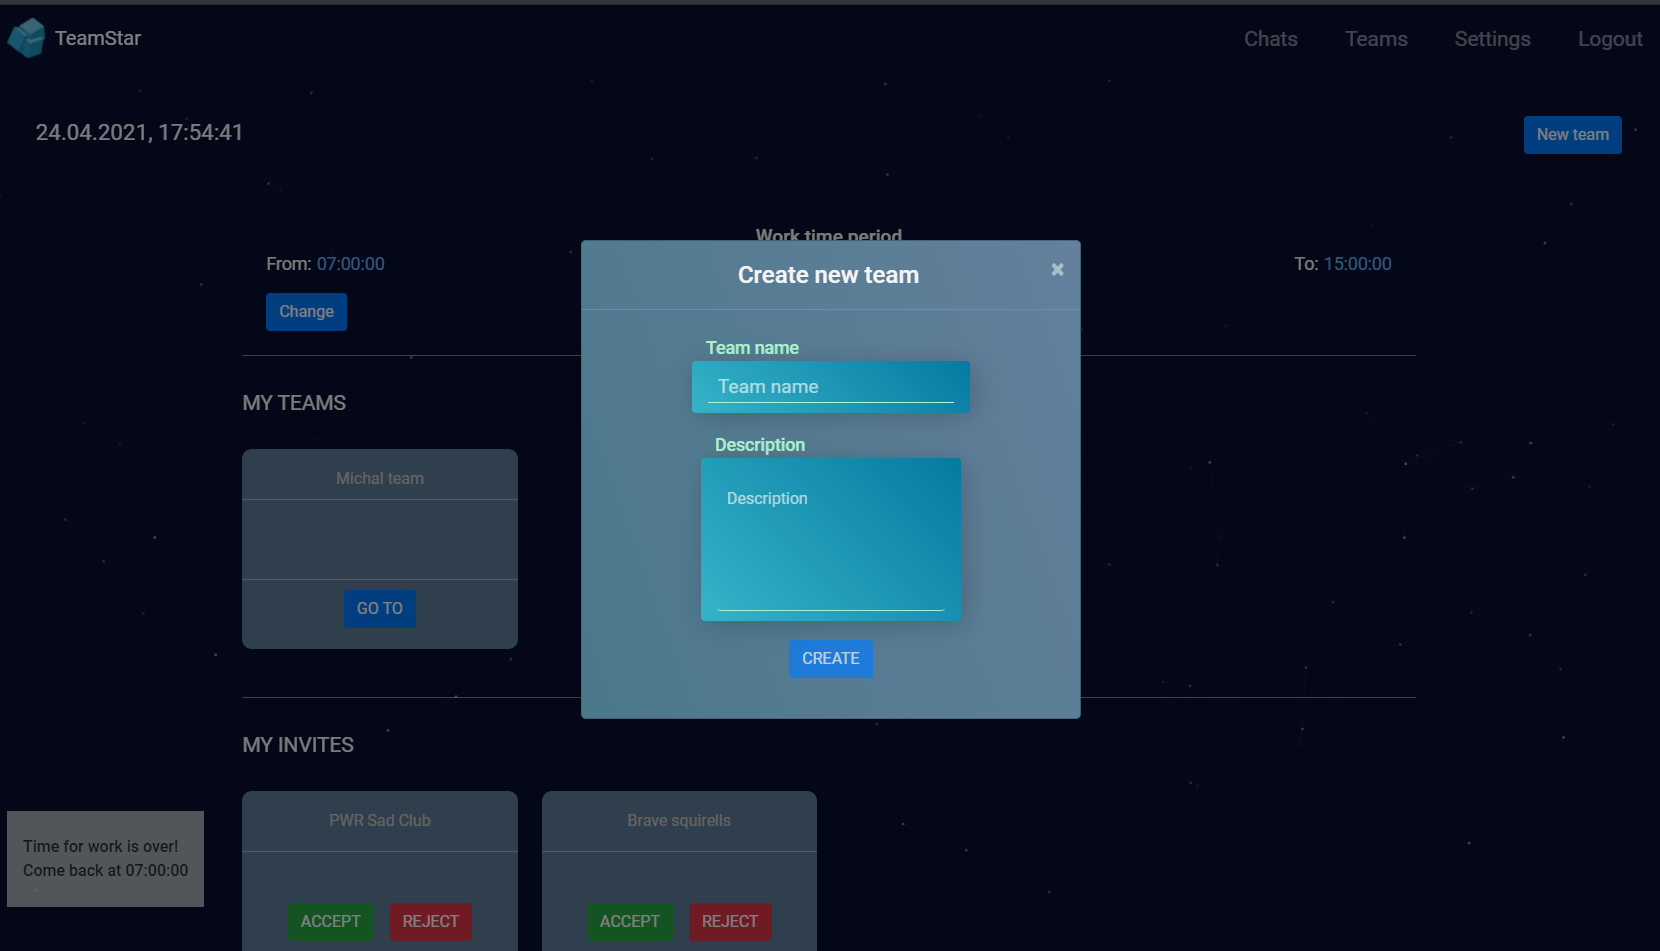 TeamStar
Chats Teams Settings Logout
24.04.2021, 17:54:41
New team
Work time period
From: 07:00:00
To: 15:00:00
Change
Create new team
×
Team name
Team name
Description
Description
CREATE
MY TEAMS
Michal team
GO TO
MY INVITES
PWR Sad Club
ACCEPT REJECT
Brave squirells
ACCEPT REJECT
Time for work is over!
Come back at 07:00:00